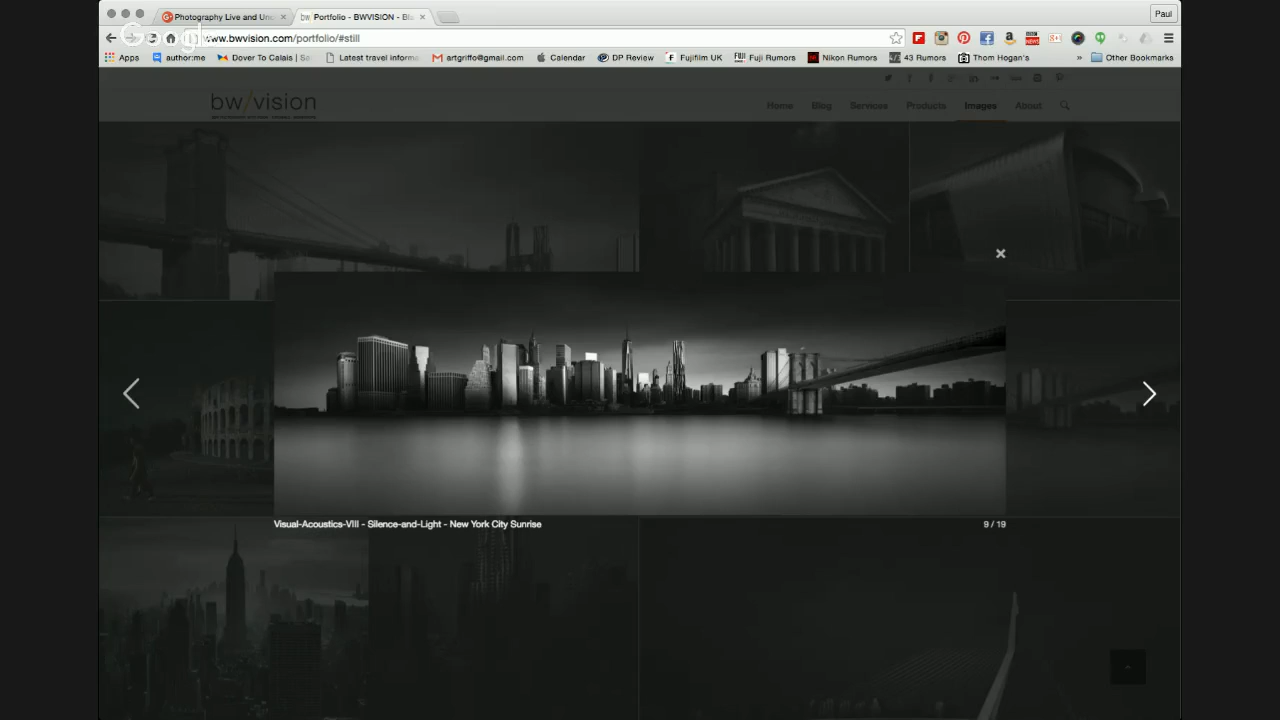 Photography Live and Unc
Portfolio - BWVISION - Bla
Paul
www.bwvision.com/portfolio/#still
Apps
author:me
Dover To Calais | Sa
Latest travel informa
artgriffo@gmail.com
Calendar
DP Review
Fujifilm UK
Fuji Rumors
Nikon Rumors
43 Rumors
Thom Hogan's
» Other Bookmarks
bw/vision
Home Blog Services Products Images About
Visual-Acoustics-VIII - Silence-and-Light - New York City Sunrise
9 / 19